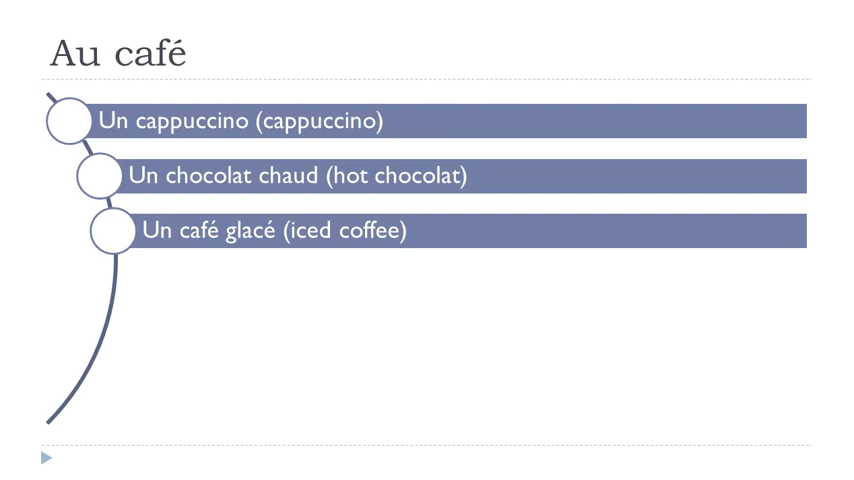 Au café
Un cappuccino (cappuccino)
Un chocolat chaud (hot chocolat)
Un café glacé (iced coffee)